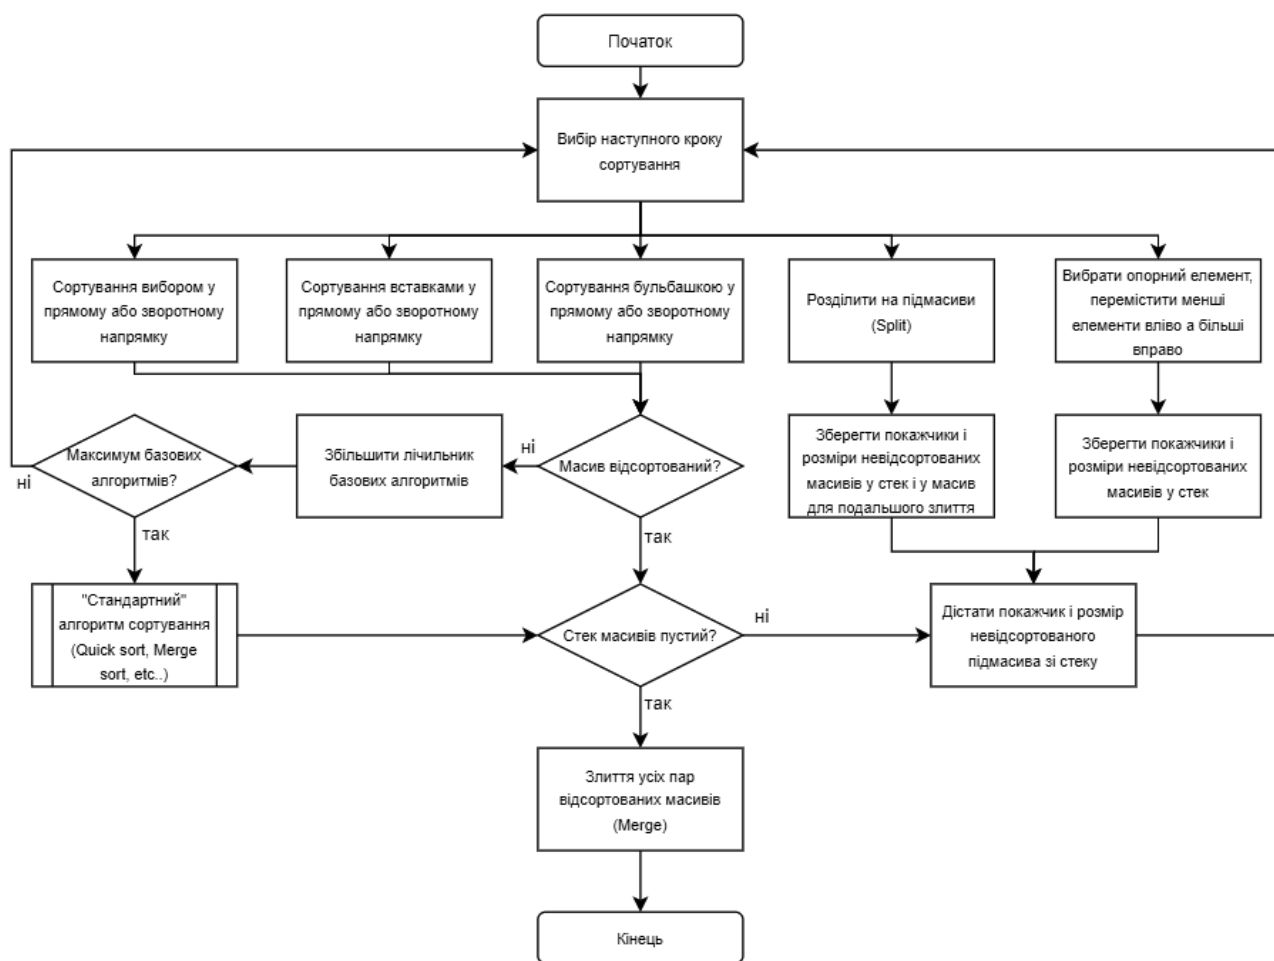 Початок
Вибір наступного кроку
сортування
Сортування вибором у
прямому або зворотному
напрямку
Сортування вставками у
прямому або зворотному
напрямку
Сортування бульбашкою у
прямому або зворотному
напрямку
Розділити на підмасиви
(Split)
Вибрати опорний елемент,
перемістити менші
елементи вліво а більші
вправо
Максимум базових
алгоритмів?
ні
Збільшити лічильник
базових алгоритмів
ні
Масив відсортований?
Зберегти покажчики і
розміри невідсортованих
масивів у стек і у масив
для подальшого злиття
Зберегти покажчики і
розміри невідсортованих
масивів у стек
так
так
"Стандартний"
алгоритм сортування
(Quick sort, Merge
sort, etc..)
Стек масивів пустий?
ні
Дістати покажчик і розмір
невідсортованого
підмасива зі стеку
так
Злиття усіх пар
відсортованих масивів
(Merge)
Кінець